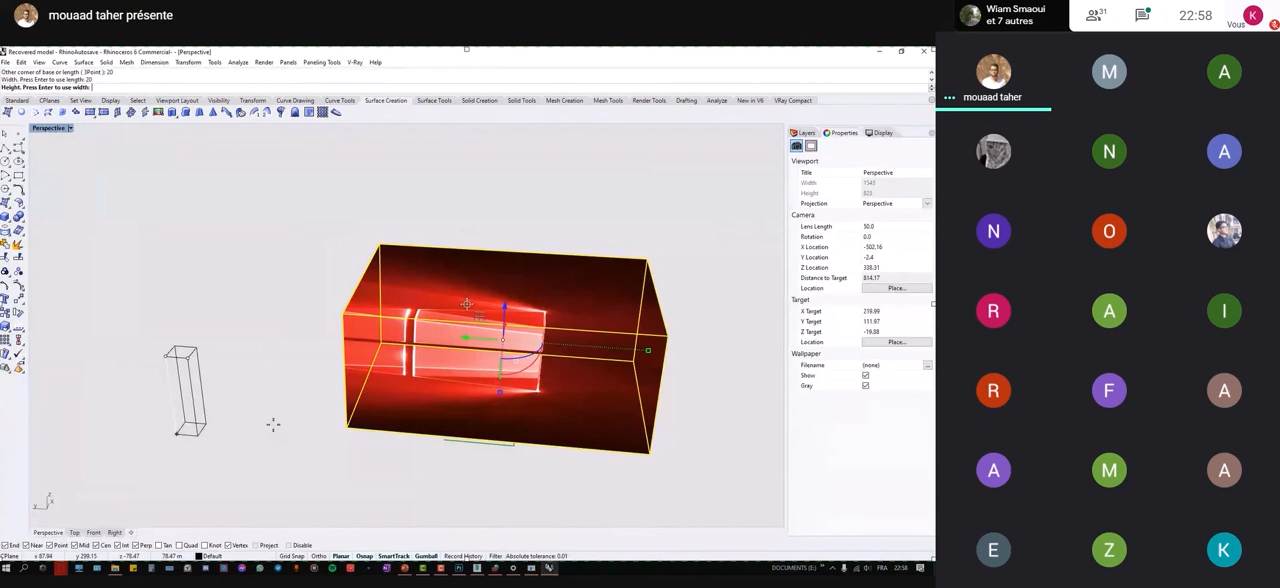 mouaad taher présente
Wiam Smaoui
et 7 autres
31
22:58
K
Vous
Recovered model - RhinoAutosave - Rhinoceros 6 Commercial- - [Perspective]
File Edit View Curve Surface Solid Mesh Dimension Transform Tools Analyze Render Panels Paneling Tools V-Ray Help
Other corner of base or length ( 3Point ): 20
Width. Press Enter to use length: 20
Height. Press Enter to use width:
Standard CPlanes Set View Display Select Viewport Layout Visibility Transform Curve Drawing Curve Tools Surface Creation Surface Tools Solid Creation Solid Tools Mesh Creation Mesh Tools Render Tools Drafting Analyze New in V6 VRay Compact
Perspective
Layers Properties Display
Viewport
Title Perspective
Width 1543
Height 823
Projection Perspective
Camera
Lens Length 50.0
Rotation 0.0
X Location -502.16
Y Location -2.4
Z Location 338.31
Distance to Target 814.17
Location Place...
Target
X Target 219.99
Y Target 111.97
Z Target -19.88
Location Place...
Wallpaper
Filename (none) ...
Show
Gray
z
y x
Perspective Top Front Right
End Near Point Mid Cen Int Perp Tan Quad Knot Vertex Project Disable
CPlane x 87.94 y 299.15 z -78.47 78.47 m Default Grid Snap Ortho Planar Osnap SmartTrack Gumball Record History Filter Absolute tolerance: 0.01
DOCUMENTS (E:) FRA 22:58
mouaad taher
M
A
N
A
N
O
R
A
I
R
F
A
A
M
A
E
Z
K